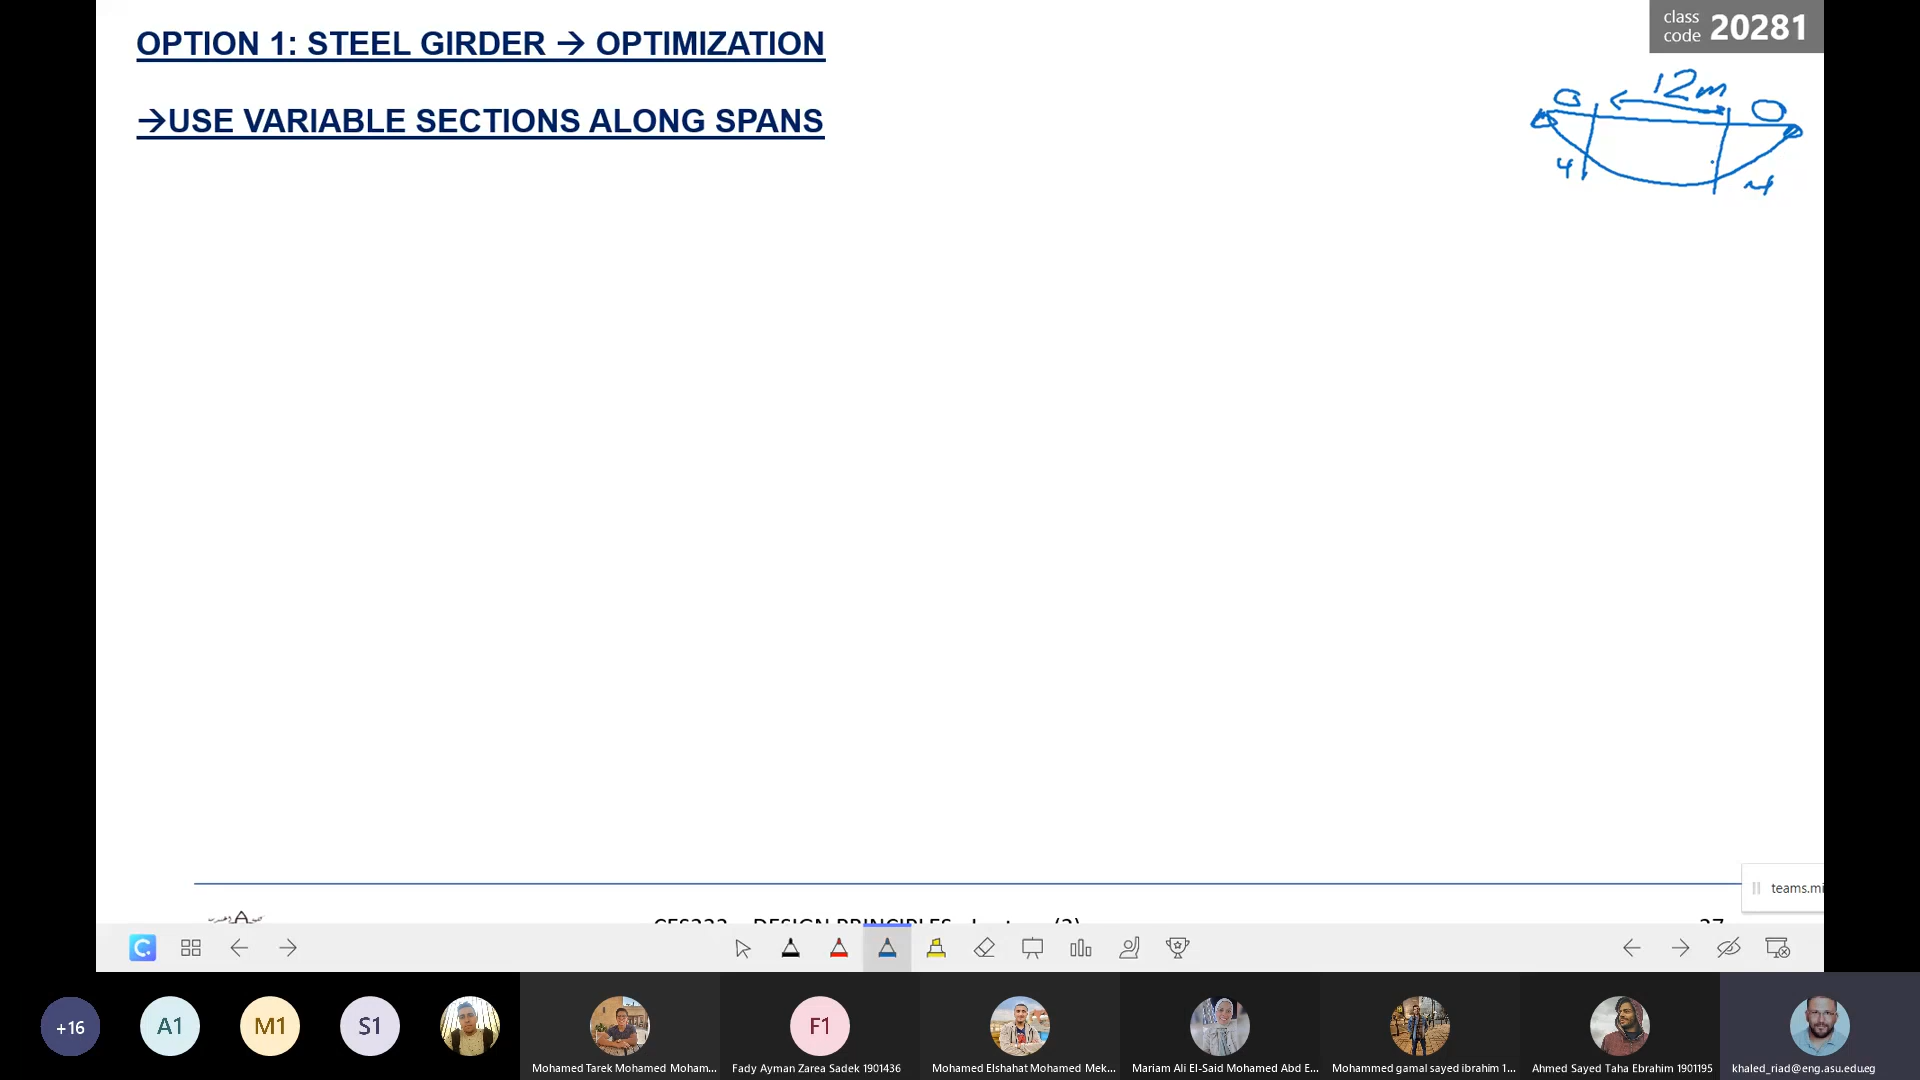 OPTION 1: STEEL GIRDER → OPTIMIZATION
class code 20281
→USE VARIABLE SECTIONS ALONG SPANS
12m
4
4
teams.mi
27
+16
A1
M1
S1
F1
Mohamed Tarek Mohamed Moham...
Fady Ayman Zarea Sadek 1901436
Mohamed Elshahat Mohamed Mek...
Mariam Ali El-Said Mohamed Abd E...
Mohammed gamal sayed ibrahim 1...
Ahmed Sayed Taha Ebrahim 1901195
khaled_riad@eng.asu.edu.eg